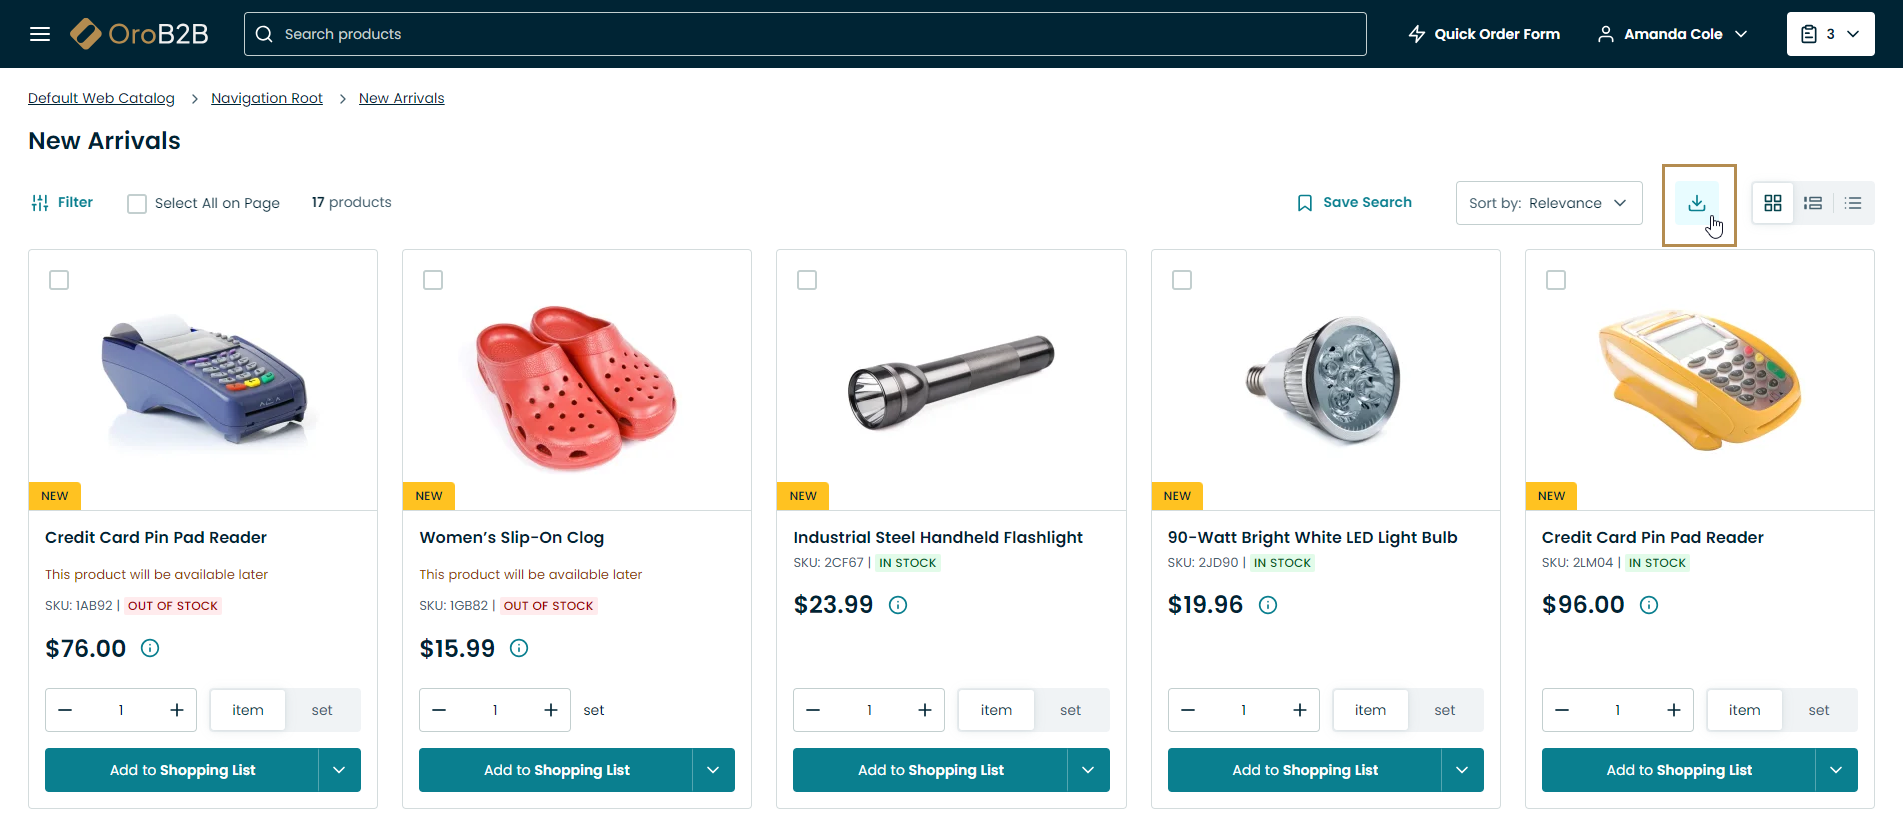 OroB2B
Search products
Quick Order Form
Amanda Cole
3
Default Web Catalog > Navigation Root > New Arrivals
New Arrivals
Filter
Select All on Page
17 products
Save Search
Sort by: Relevance
NEW
Credit Card Pin Pad Reader
This product will be available later
SKU: 1AB92 | OUT OF STOCK
$76.00
1 item set
Add to Shopping List
NEW
Women’s Slip-On Clog
This product will be available later
SKU: 1GB82 | OUT OF STOCK
$15.99
1 set
Add to Shopping List
NEW
Industrial Steel Handheld Flashlight
SKU: 2CF67 | IN STOCK
$23.99
1 item set
Add to Shopping List
NEW
90-Watt Bright White LED Light Bulb
SKU: 2JD90 | IN STOCK
$19.96
1 item set
Add to Shopping List
NEW
Credit Card Pin Pad Reader
SKU: 2LM04 | IN STOCK
$96.00
1 item set
Add to Shopping List